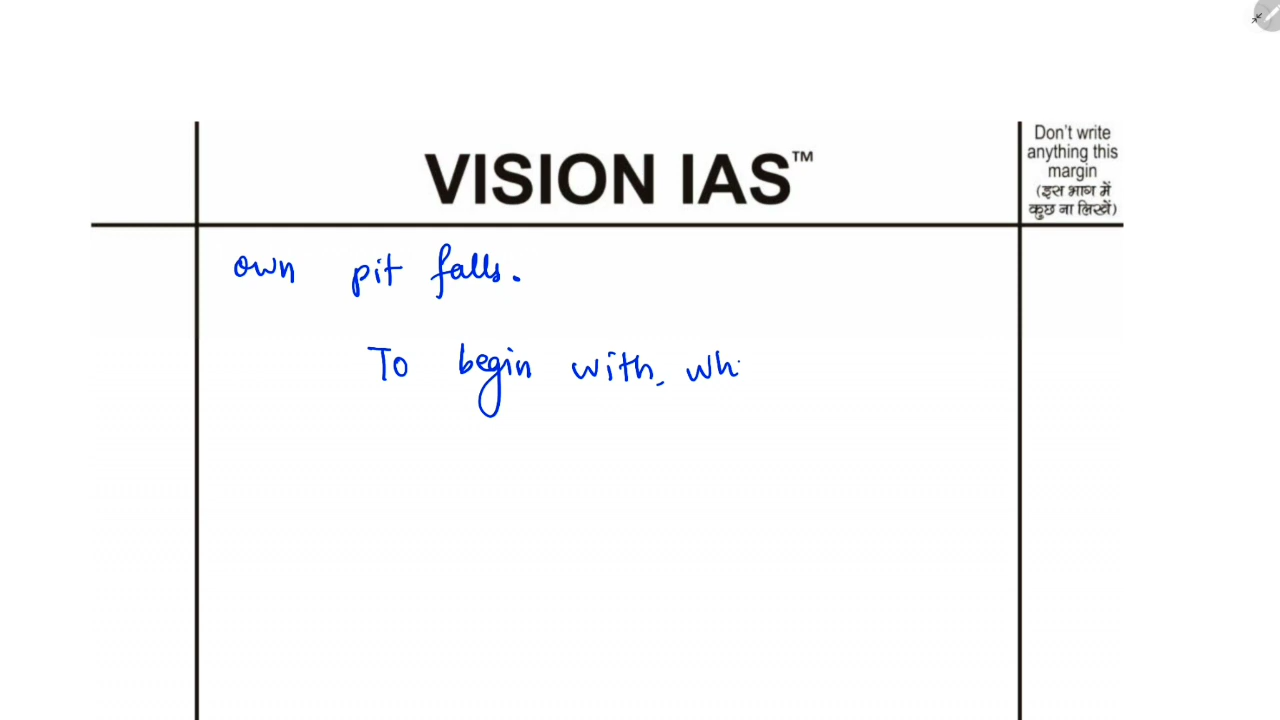 Don't write
anything this
margin
(इस भाग में
कुछ ना लिखें)
VISION IAS™
own pit falls.
To begin with, wh